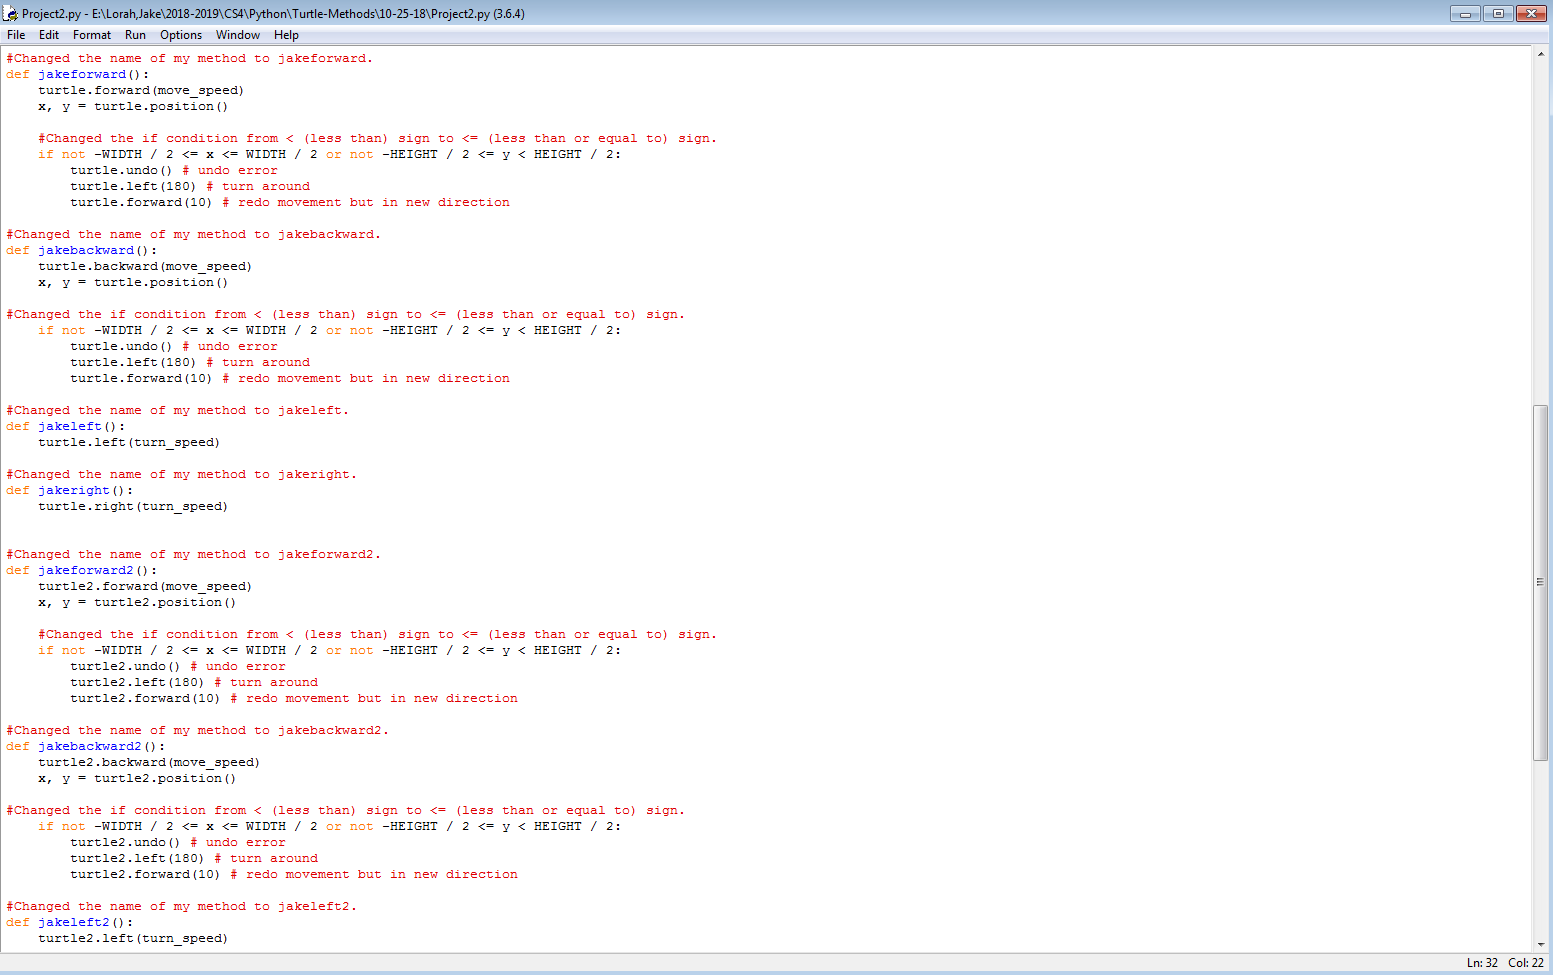 Project2.py - E:\Lorah,Jake\2018-2019\CS4\Python\Turtle-Methods\10-25-18\Project2.py (3.6.4)
File Edit Format Run Options Window Help
#Changed the name of my method to jakeforward.
def jakeforward():
    turtle.forward(move_speed)
    x, y = turtle.position()

    #Changed the if condition from < (less than) sign to <= (less than or equal to) sign.
    if not -WIDTH / 2 <= x <= WIDTH / 2 or not -HEIGHT / 2 <= y < HEIGHT / 2:
        turtle.undo() # undo error
        turtle.left(180) # turn around
        turtle.forward(10) # redo movement but in new direction

#Changed the name of my method to jakebackward.
def jakebackward():
    turtle.backward(move_speed)
    x, y = turtle.position()

#Changed the if condition from < (less than) sign to <= (less than or equal to) sign.
    if not -WIDTH / 2 <= x <= WIDTH / 2 or not -HEIGHT / 2 <= y < HEIGHT / 2:
        turtle.undo() # undo error
        turtle.left(180) # turn around
        turtle.forward(10) # redo movement but in new direction

#Changed the name of my method to jakeleft.
def jakeleft():
    turtle.left(turn_speed)

#Changed the name of my method to jakeright.
def jakeright():
    turtle.right(turn_speed)


#Changed the name of my method to jakeforward2.
def jakeforward2():
    turtle2.forward(move_speed)
    x, y = turtle2.position()

    #Changed the if condition from < (less than) sign to <= (less than or equal to) sign.
    if not -WIDTH / 2 <= x <= WIDTH / 2 or not -HEIGHT / 2 <= y < HEIGHT / 2:
        turtle2.undo() # undo error
        turtle2.left(180) # turn around
        turtle2.forward(10) # redo movement but in new direction

#Changed the name of my method to jakebackward2.
def jakebackward2():
    turtle2.backward(move_speed)
    x, y = turtle2.position()

#Changed the if condition from < (less than) sign to <= (less than or equal to) sign.
    if not -WIDTH / 2 <= x <= WIDTH / 2 or not -HEIGHT / 2 <= y < HEIGHT / 2:
        turtle2.undo() # undo error
        turtle2.left(180) # turn around
        turtle2.forward(10) # redo movement but in new direction

#Changed the name of my method to jakeleft2.
def jakeleft2():
    turtle2.left(turn_speed)
Ln: 32 Col: 22